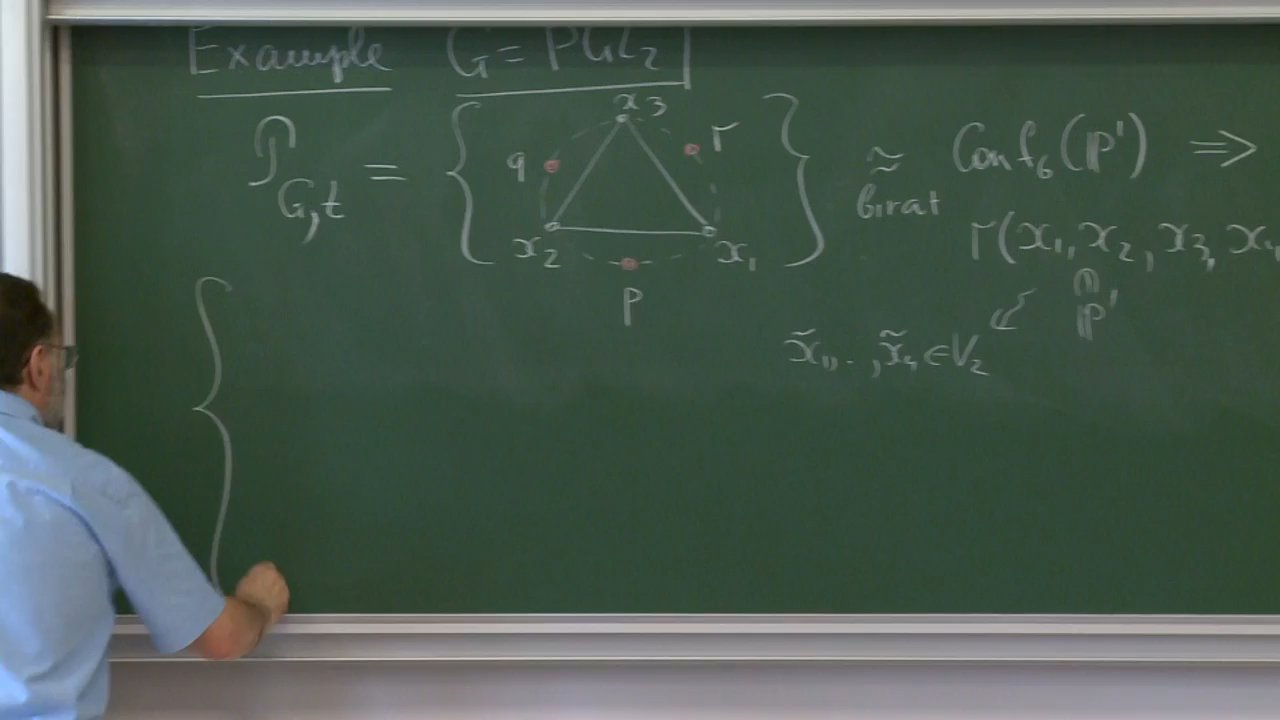 Example G = PGL₂
𝒫_{G,t} = { x₃ q r x₂ x₁ p } ≃ birat Conf₆(ℙ¹) ⇒
r(x₁, x₂, x₃, x₄
∩
ℙ¹
x̃₁, .., x̃₄ ∈ V₂
{